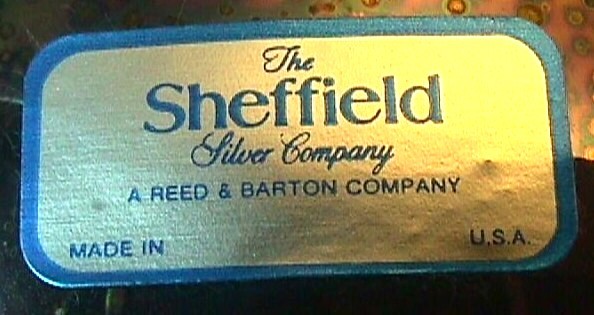 The
Sheffield
Silver Company
A REED & BARTON COMPANY
MADE IN U.S.A.